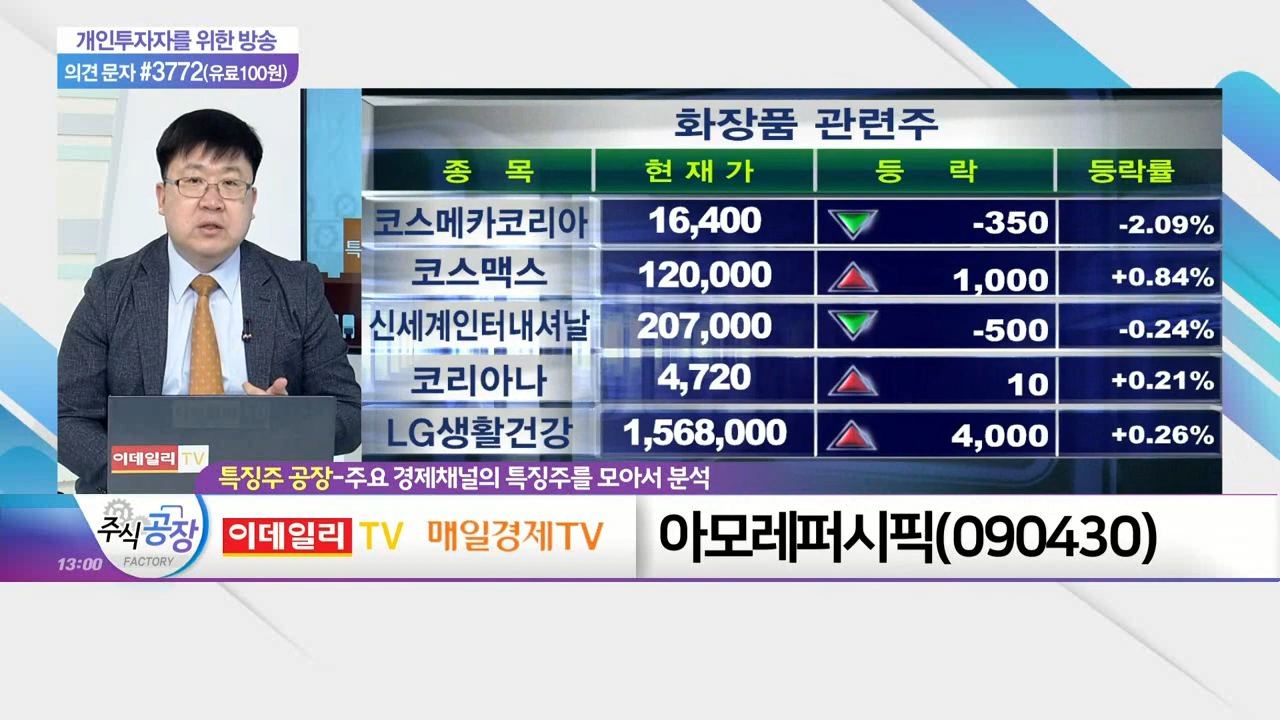 개인투자자를 위한 방송
의견 문자 #3772(유료100원)
화장품 관련주
종 목 현 재 가 등 락 등락률
코스메카코리아 16,400 -350 -2.09%
코스맥스 120,000 1,000 +0.84%
신세계인터내셔날 207,000 -500 -0.24%
코리아나 4,720 10 +0.21%
LG생활건강 1,568,000 4,000 +0.26%
특
이데일리 TV
특징주 공장-주요 경제채널의 특징주를 모아서 분석
주식공장
FACTORY
13:00
이데일리 TV 매일경제TV
아모레퍼시픽(090430)